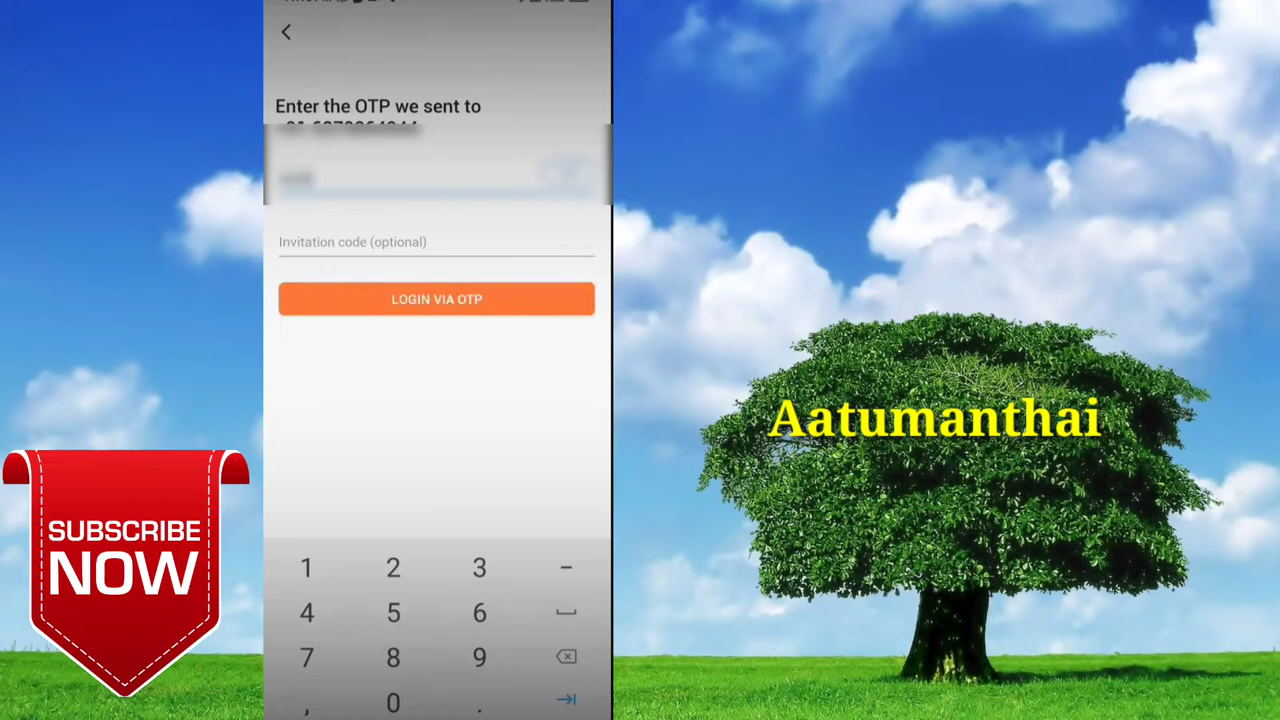 Enter the OTP we sent to
Invitation code (optional)
LOGIN VIA OTP
SUBSCRIBE
NOW
Aatumanthai
1 2 3 -
4 5 6
7 8 9
, 0 .